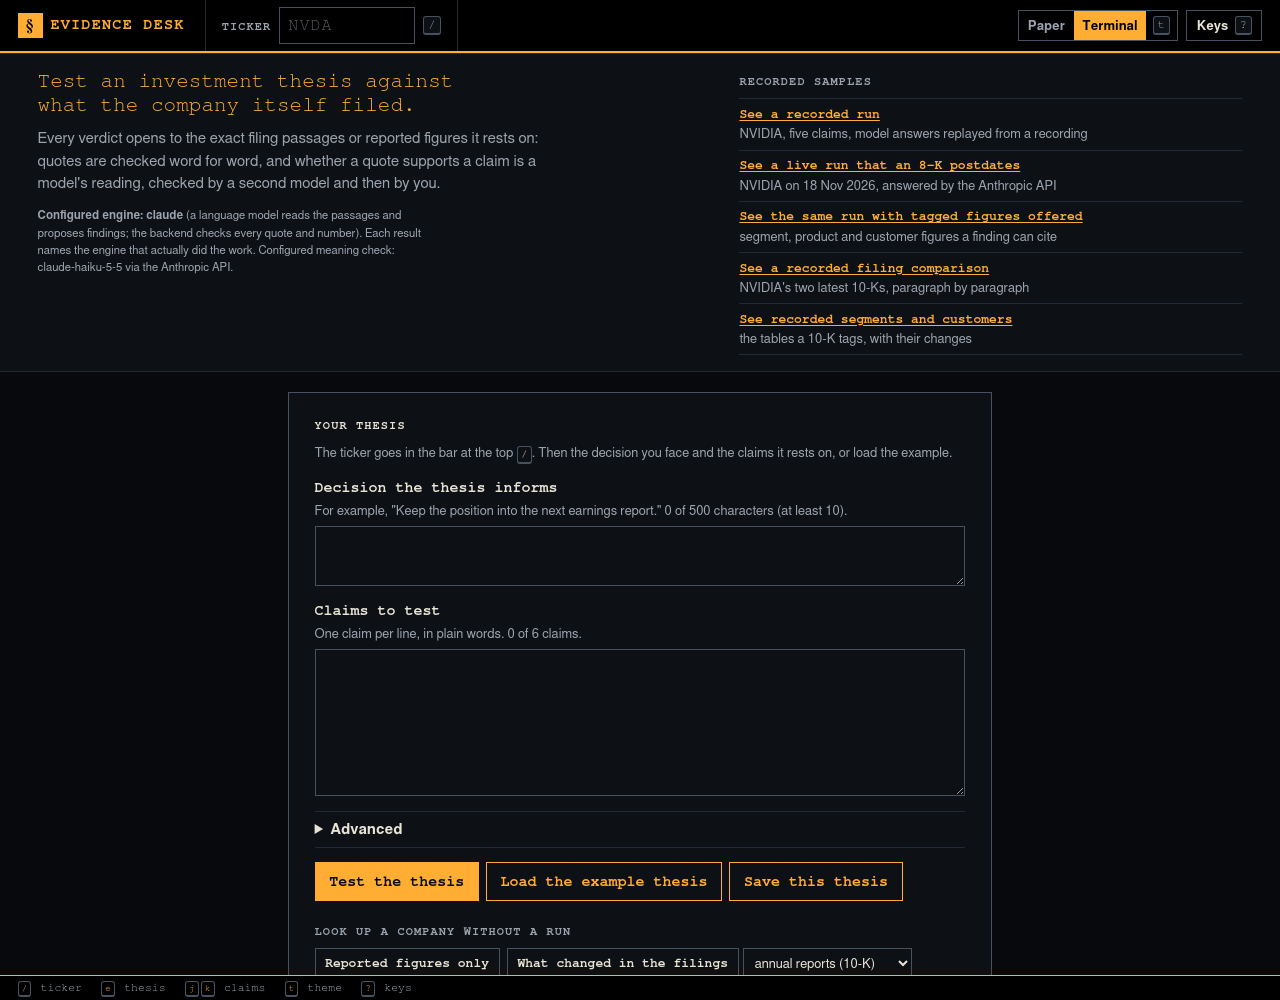 § EVIDENCE DESK
TICKER NVDA /
Paper Terminal t Keys ?
Test an investment thesis against
what the company itself filed.
Every verdict opens to the exact filing passages or reported figures it rests on:
quotes are checked word for word, and whether a quote supports a claim is a
model's reading, checked by a second model and then by you.
Configured engine: claude (a language model reads the passages and
proposes findings; the backend checks every quote and number). Each result
names the engine that actually did the work. Configured meaning check:
claude-haiku-5-5 via the Anthropic API.
RECORDED SAMPLES
See a recorded run
NVIDIA, five claims, model answers replayed from a recording
See a live run that an 8-K postdates
NVIDIA on 18 Nov 2026, answered by the Anthropic API
See the same run with tagged figures offered
segment, product and customer figures a finding can cite
See a recorded filing comparison
NVIDIA's two latest 10-Ks, paragraph by paragraph
See recorded segments and customers
the tables a 10-K tags, with their changes
YOUR THESIS
The ticker goes in the bar at the top /. Then the decision you face and the claims it rests on, or load the example.
Decision the thesis informs
For example, "Keep the position into the next earnings report." 0 of 500 characters (at least 10).
Claims to test
One claim per line, in plain words. 0 of 6 claims.
Advanced
Test the thesis Load the example thesis Save this thesis
LOOK UP A COMPANY WITHOUT A RUN
Reported figures only What changed in the filings annual reports (10-K)
/ ticker e thesis j k claims t theme ? keys